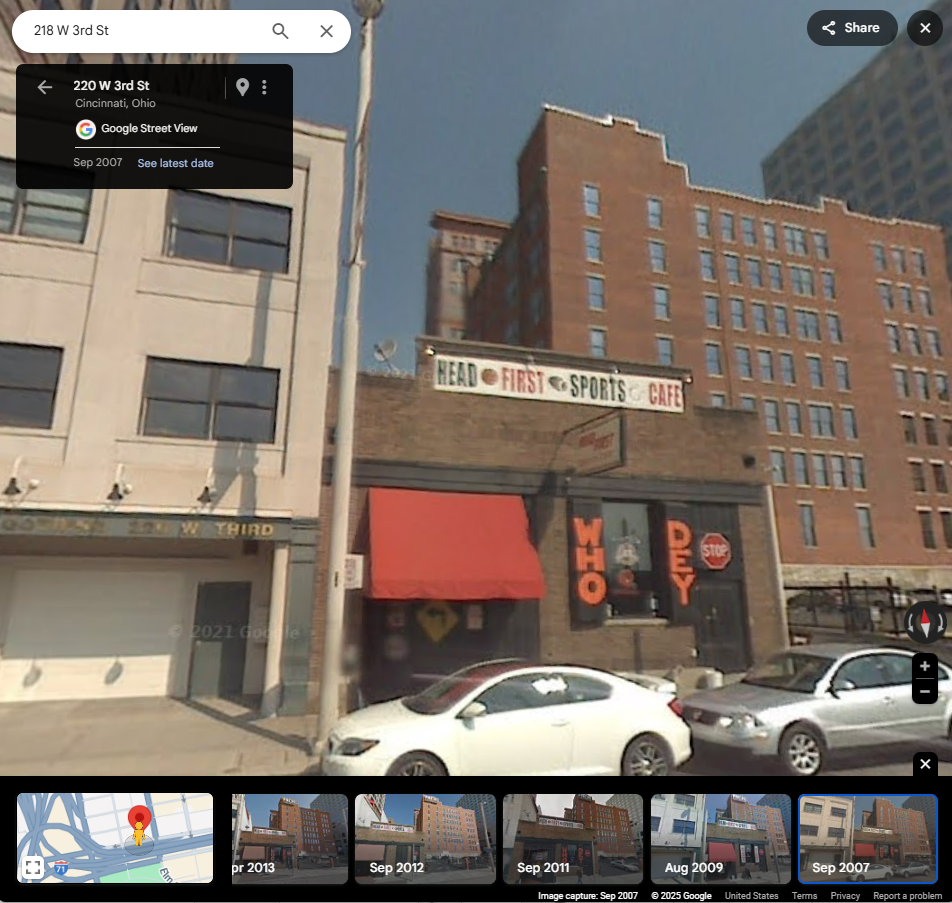 218 W 3rd St
Share
220 W 3rd St
Cincinnati, Ohio
Google Street View
Sep 2007 See latest date
HEAD FIRST SPORTS CAFE
W THIRD
WHO DEY
STOP
© 2021 Google
71
pr 2013
Sep 2012
Sep 2011
Aug 2009
Sep 2007
Image capture: Sep 2007 © 2025 Google United States Terms Privacy Report a problem